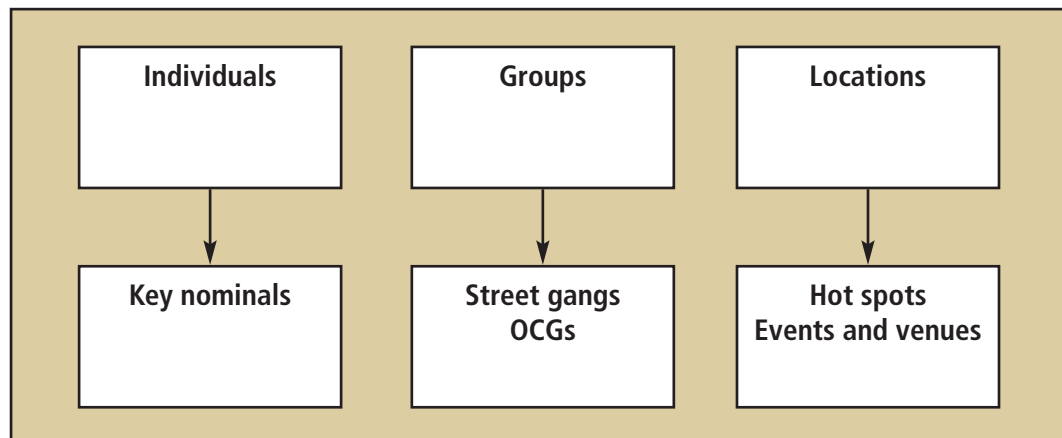 Individuals
Groups
Locations
Key nominals
Street gangs
OCGs
Hot spots
Events and venues